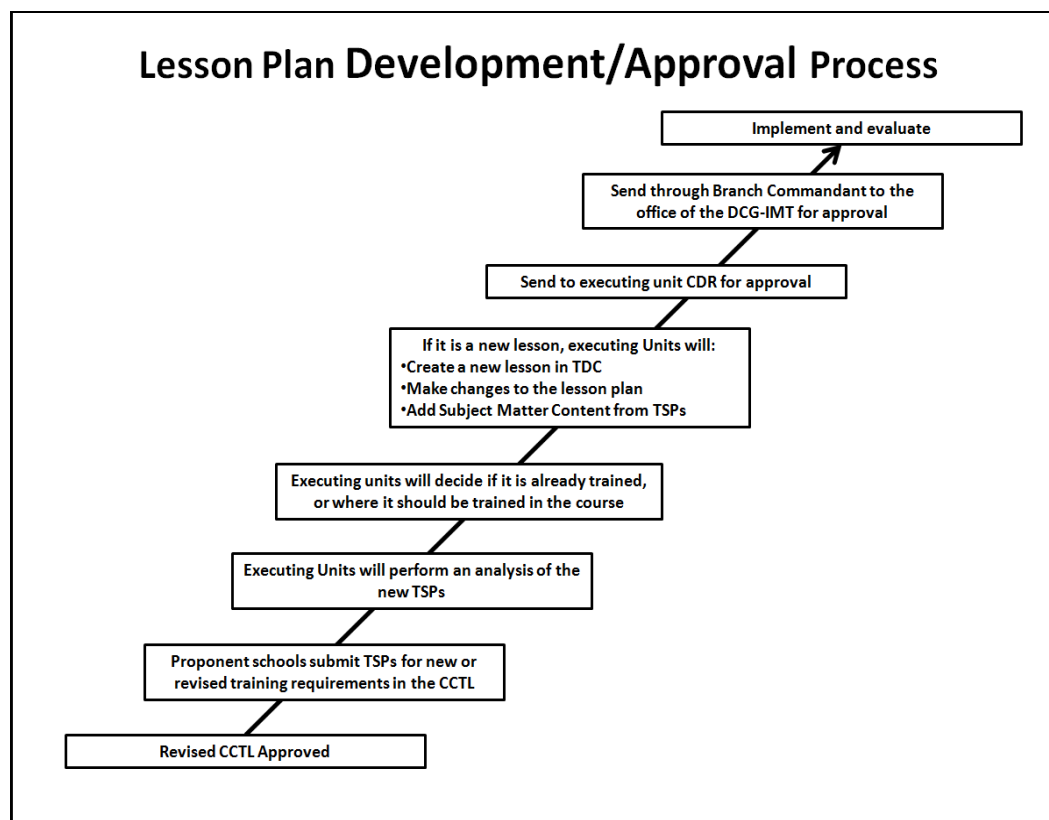 Lesson Plan Development/Approval Process
Implement and evaluate
Send through Branch Commandant to the
office of the DCG-IMT for approval
Send to executing unit CDR for approval
If it is a new lesson, executing Units will:
•Create a new lesson in TDC
•Make changes to the lesson plan
•Add Subject Matter Content from TSPs
Executing units will decide if it is already trained,
or where it should be trained in the course
Executing Units will perform an analysis of the
new TSPs
Proponent schools submit TSPs for new or
revised training requirements in the CCTL
Revised CCTL Approved